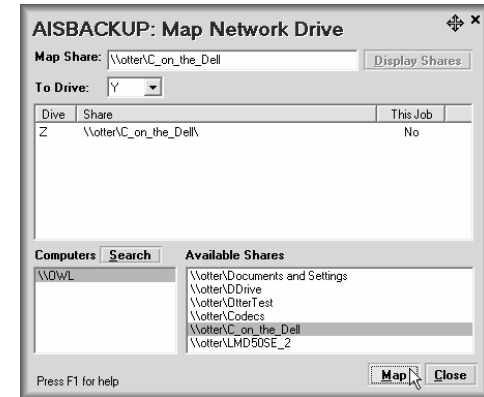 AISBACKUP: Map Network Drive
Map Share: \\otter\C_on_the_Dell Display Shares
To Drive: Y
Dive Share This Job
Z \\otter\C_on_the_Dell\ No
Computers Search Available Shares
\\OWL
\\otter\Documents and Settings
\\otter\DDrive
\\otter\OtterTest
\\otter\Codecs
\\otter\C_on_the_Dell
\\otter\LMD50SE_2
Press F1 for help Map Close